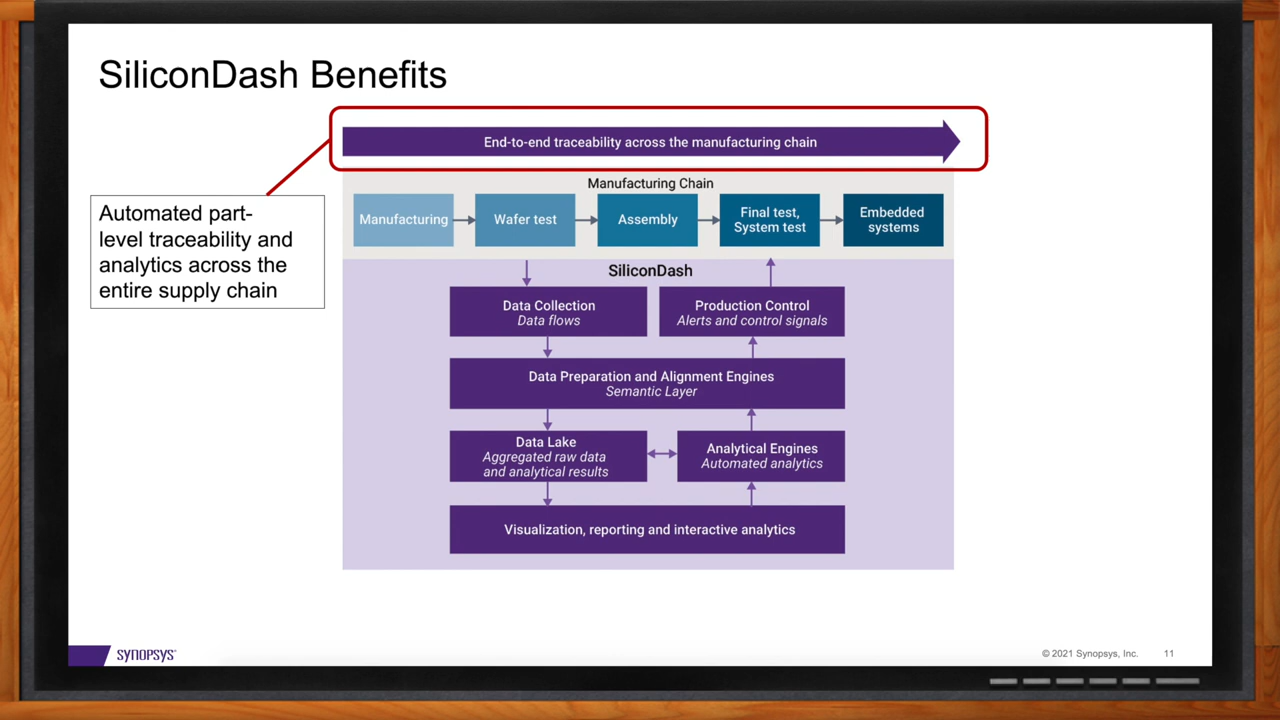 SiliconDash Benefits
End-to-end traceability across the manufacturing chain
Automated part-
level traceability and
analytics across the
entire supply chain
Manufacturing Chain
Manufacturing
Wafer test
Assembly
Final test,
System test
Embedded
systems
SiliconDash
Data Collection
Data flows
Production Control
Alerts and control signals
Data Preparation and Alignment Engines
Semantic Layer
Data Lake
Aggregated raw data
and analytical results
Analytical Engines
Automated analytics
Visualization, reporting and interactive analytics
SYNOPSYS®
© 2021 Synopsys, Inc.
11